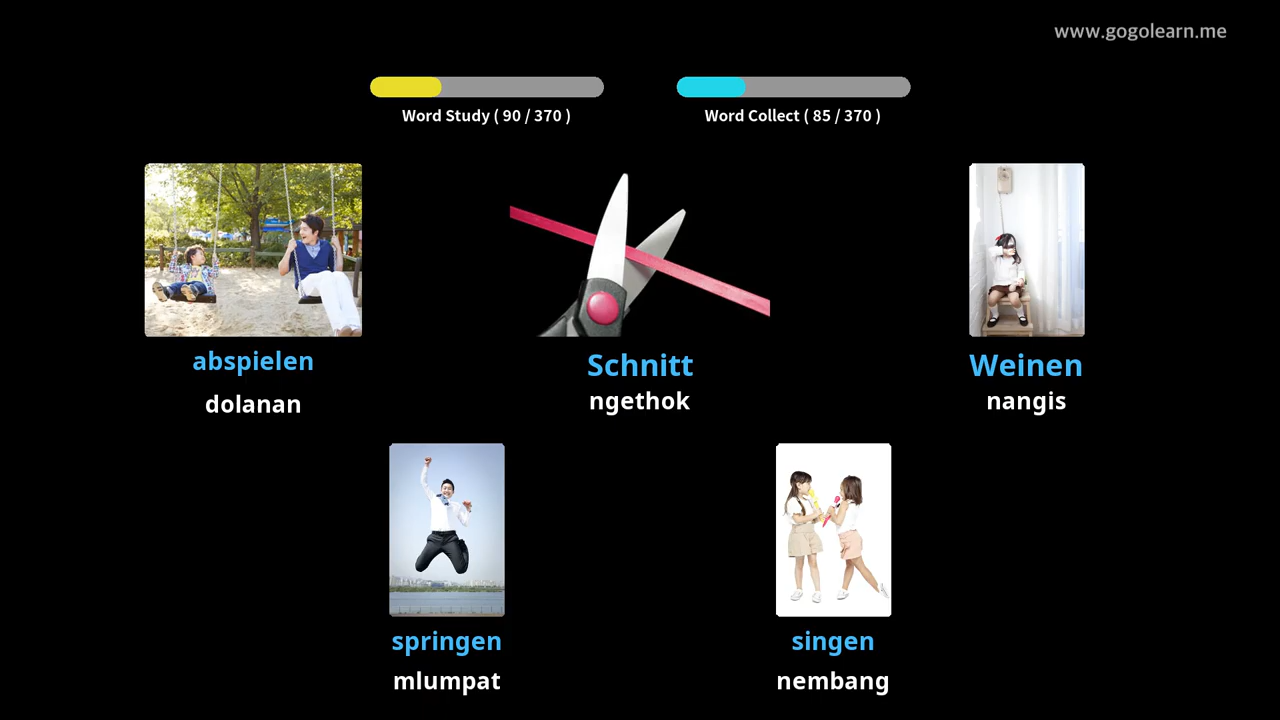 www.gogolearn.me
Word Study ( 90 / 370 )
Word Collect ( 85 / 370 )
abspielen
dolanan
Schnitt
ngethok
Weinen
nangis
springen
mlumpat
singen
nembang